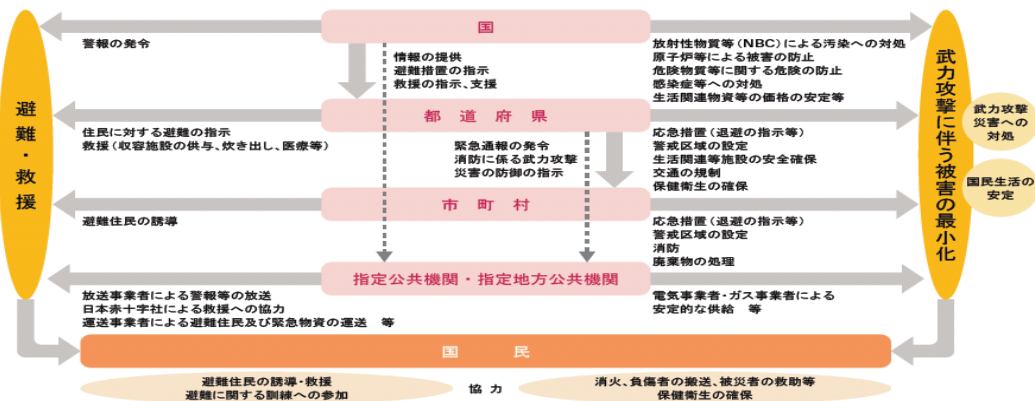 避難・救援
国
警報の発令
情報の提供
避難措置の指示
救援の指示、支援
放射性物質等(NBC)による汚染への対処
原子炉等による被害の防止
危険物質等に関する危険の防止
感染症等への対処
生活関連物資等の価格の安定等
都道府県
住民に対する避難の指示
救援(収容施設の供与、炊き出し、医療等)
緊急通報の発令
消防に係る武力攻撃
災害の防御の指示
応急措置(退避の指示等)
警戒区域の設定
生活関連等施設の安全確保
交通の規制
保健衛生の確保
市町村
避難住民の誘導
応急措置(退避の指示等)
警戒区域の設定
消防
廃棄物の処理
指定公共機関・指定地方公共機関
放送事業者による警報等の放送
日本赤十字社による救援への協力
運送事業者による避難住民及び緊急物資の運送 等
電気事業者・ガス事業者による
安定的な供給 等
武力攻撃に伴う被害の最小化
武力攻撃
災害への
対処
国民生活の
安定
国民
避難住民の誘導・救援
避難に関する訓練への参加
協力
消火、負傷者の搬送、被災者の救助等
保健衛生の確保